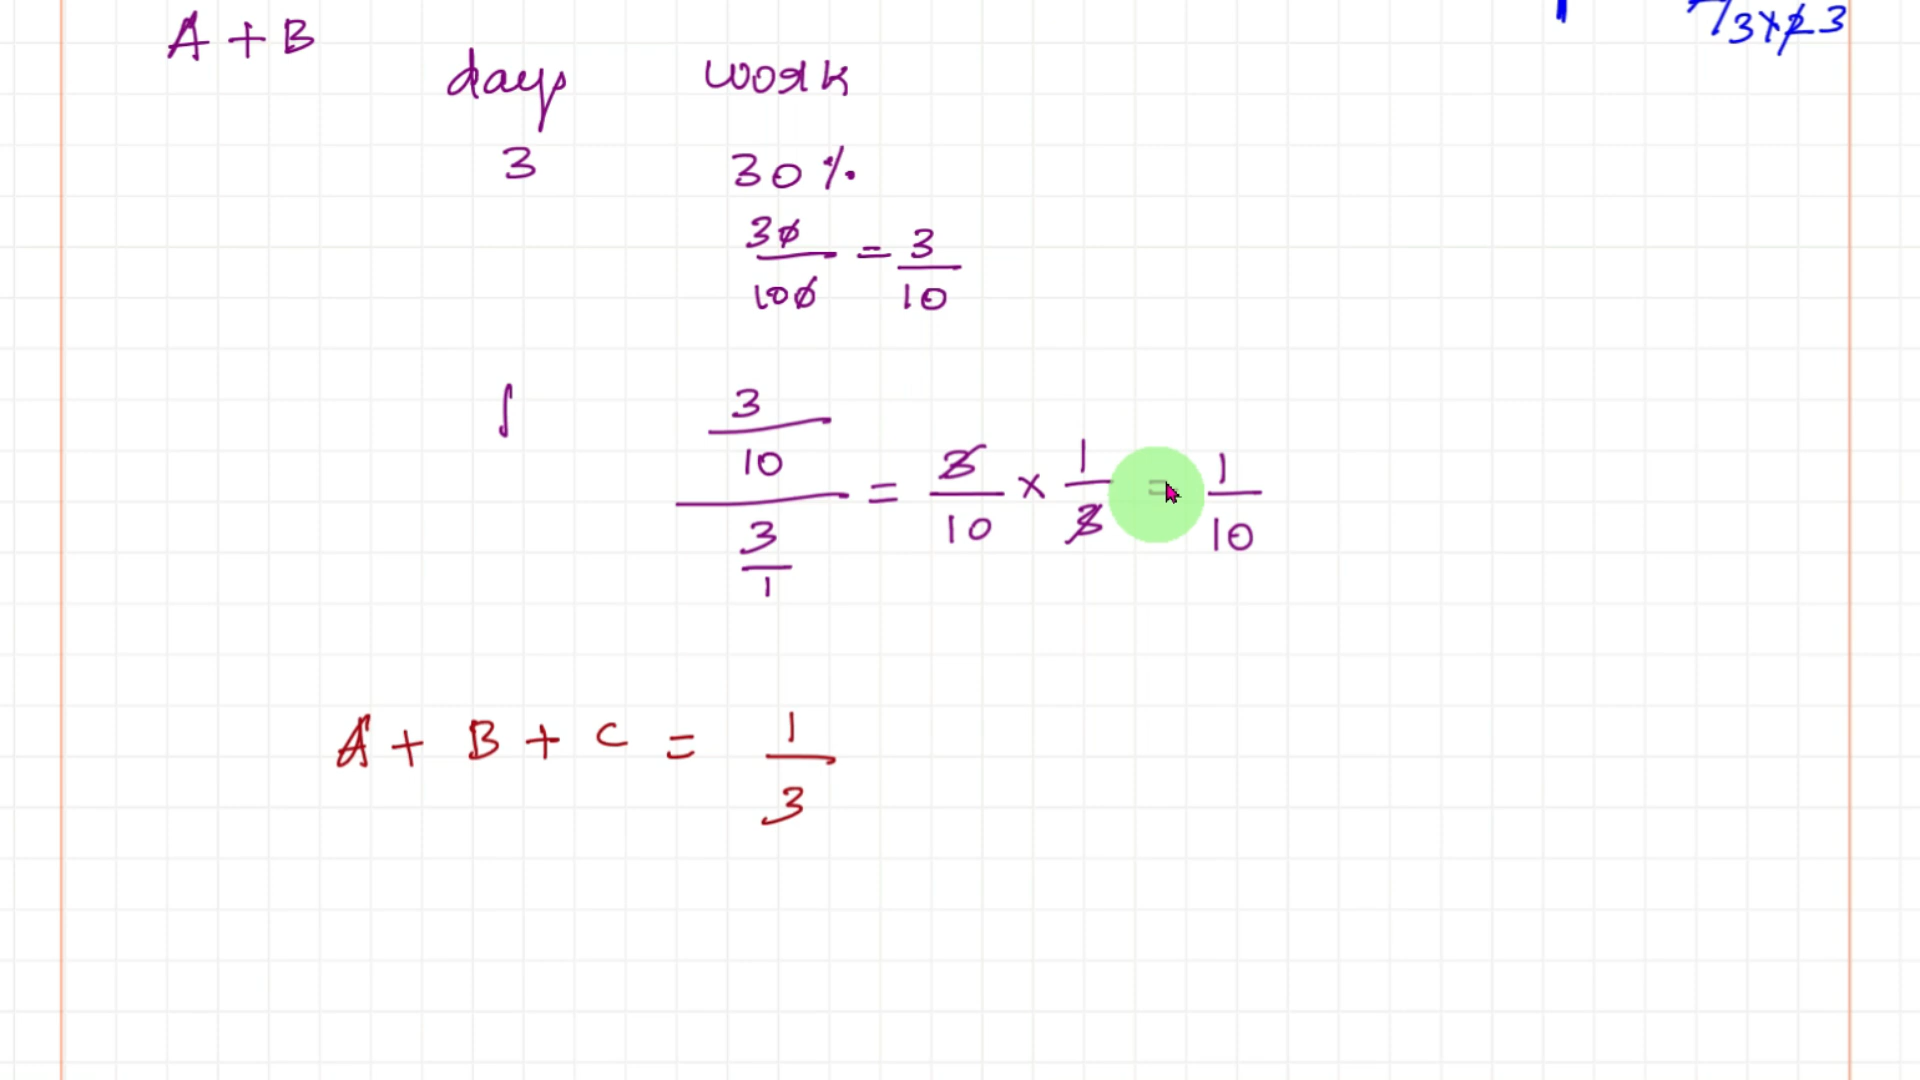 A + B
days work
3 30 %
30/100 = 3/10
1 (3/10)/(3/1) = 3/10 × 1/3 = 1/10
A + B + C = 1/3